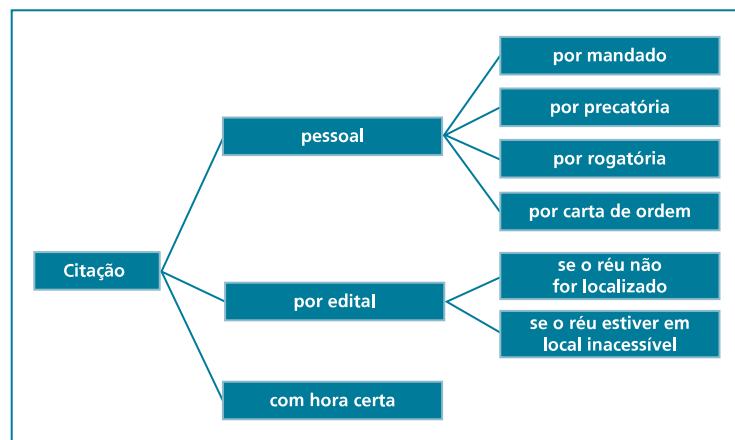 Citação
pessoal
por mandado
por precatória
por rogatória
por carta de ordem
por edital
se o réu não
for localizado
se o réu estiver em
local inacessível
com hora certa